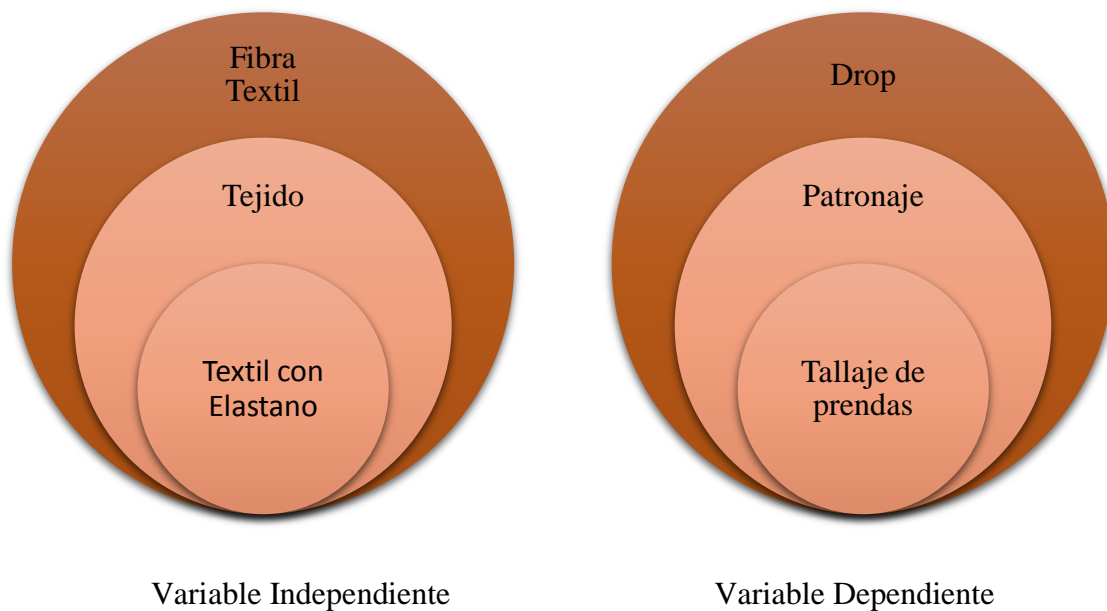 Fibra
Textil
Tejido
Textil con
Elastano
Variable Independiente
Drop
Patronaje
Tallaje de
prendas
Variable Dependiente